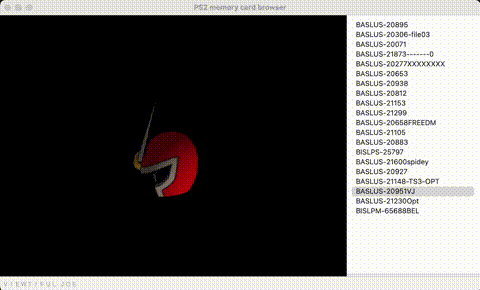 PS2 memory card browser
BASLUS-20895
BASLUS-20306-file03
BASLUS-20071
BASLUS-21873-------0
BASLUS-20277XXXXXXXX
BASLUS-20653
BASLUS-20938
BASLUS-20812
BASLUS-21153
BASLUS-21299
BASLUS-20658FREEDM
BASLUS-21105
BASLUS-20883
BISLPS-25797
BASLUS-21600spidey
BASLUS-20927
BASLUS-21148-TS3-OPT
BASLUS-20951VJ
BASLUS-21230Opt
BISLPM-65688BEL
VIEWTIFUL JOE